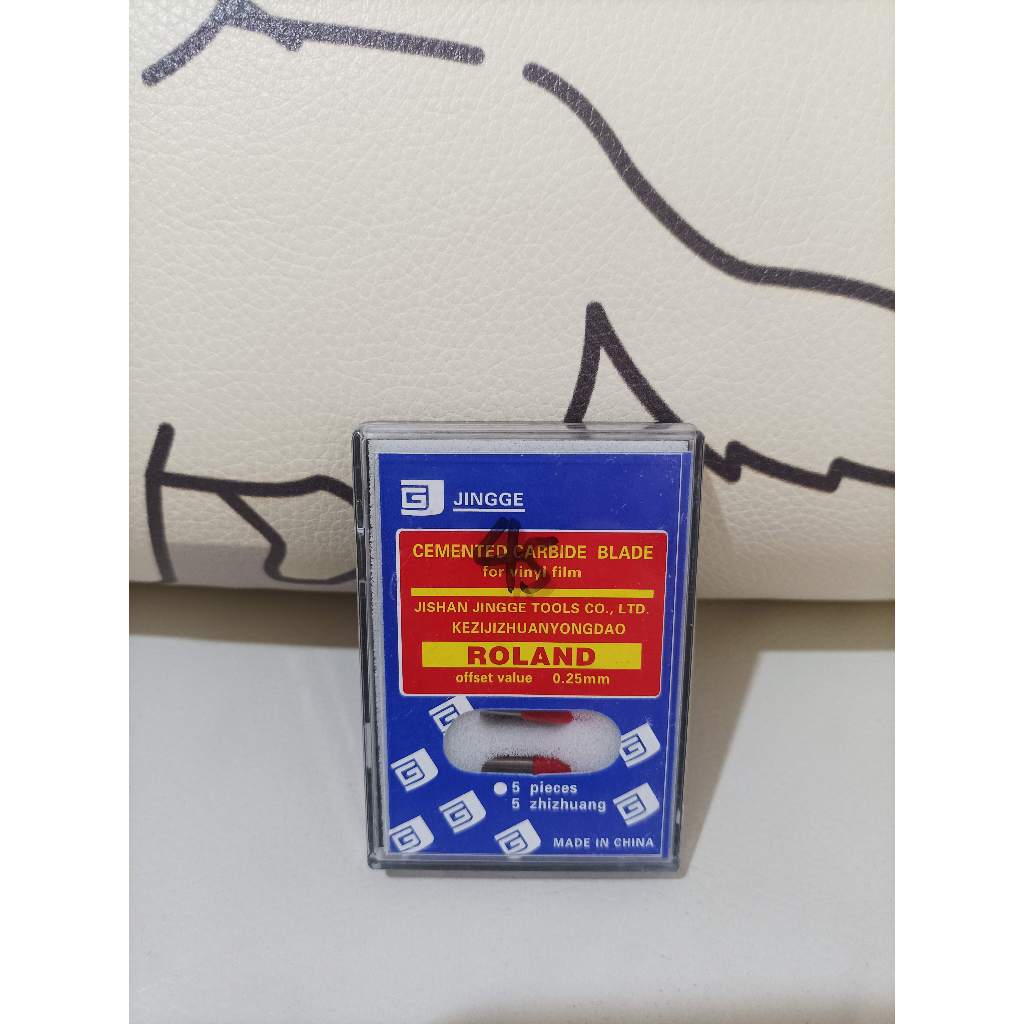 G JINGGE
45
CEMENTED CARBIDE BLADE
for vinyl film
JISHAN JINGGE TOOLS CO., LTD.
KEZIJIZHUANYONGDAO
ROLAND
offset value 0.25mm
5 pieces
5 zhizhuang
MADE IN CHINA